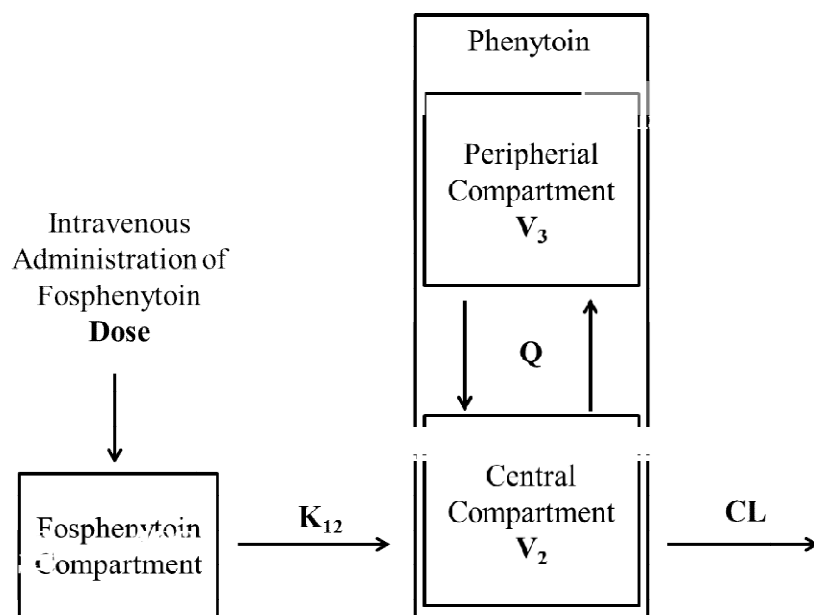 Phenytoin
Peripherial
Compartment
V₃
Intravenous
Administration of
Fosphenytoin
Dose
Q
Fosphenytoin
Compartment
K₁₂
Central
Compartment
V₂
CL